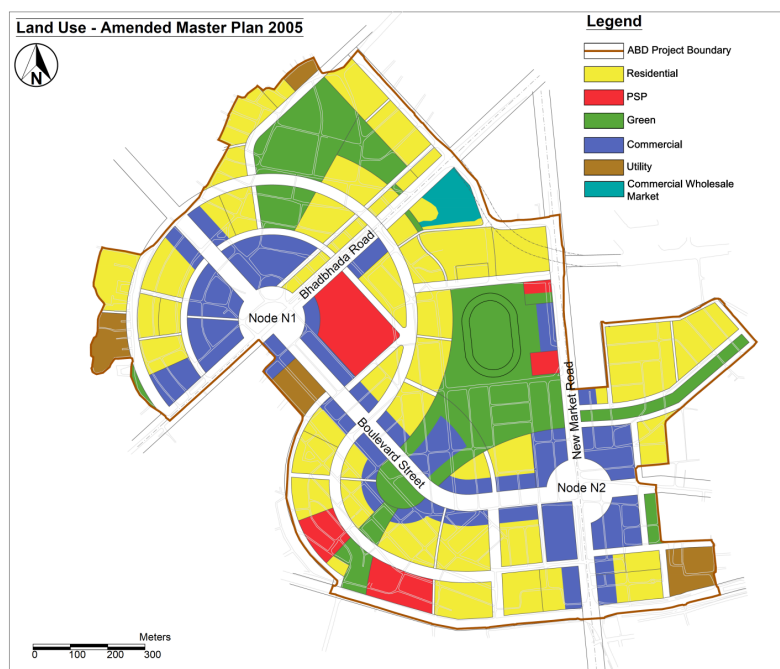 Land Use - Amended Master Plan 2005
N
Legend
ABD Project Boundary
Residential
PSP
Green
Commercial
Utility
Commercial Wholesale
Market
Bhadbhada Road
Node N1
New Market Road
Boulevard Street
Node N2
Meters
0 100 200 300